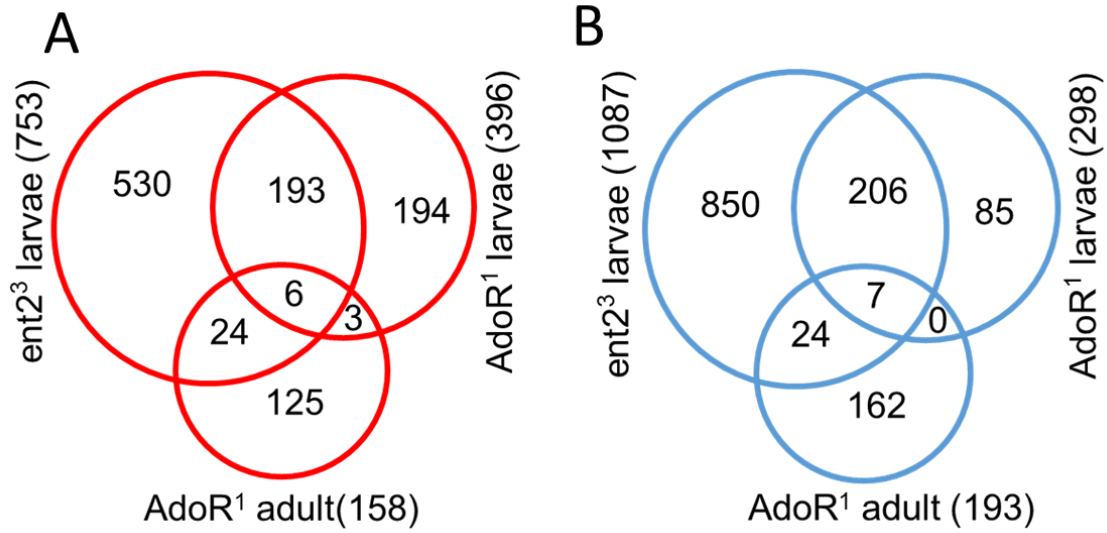 A
ent2³ larvae (753)
AdoR¹ larvae (396)
530
193
194
6
3
24
125
AdoR¹ adult(158)
B
ent2³ larvae (1087)
AdoR¹ larvae (298)
850
206
85
7
0
24
162
AdoR¹ adult (193)